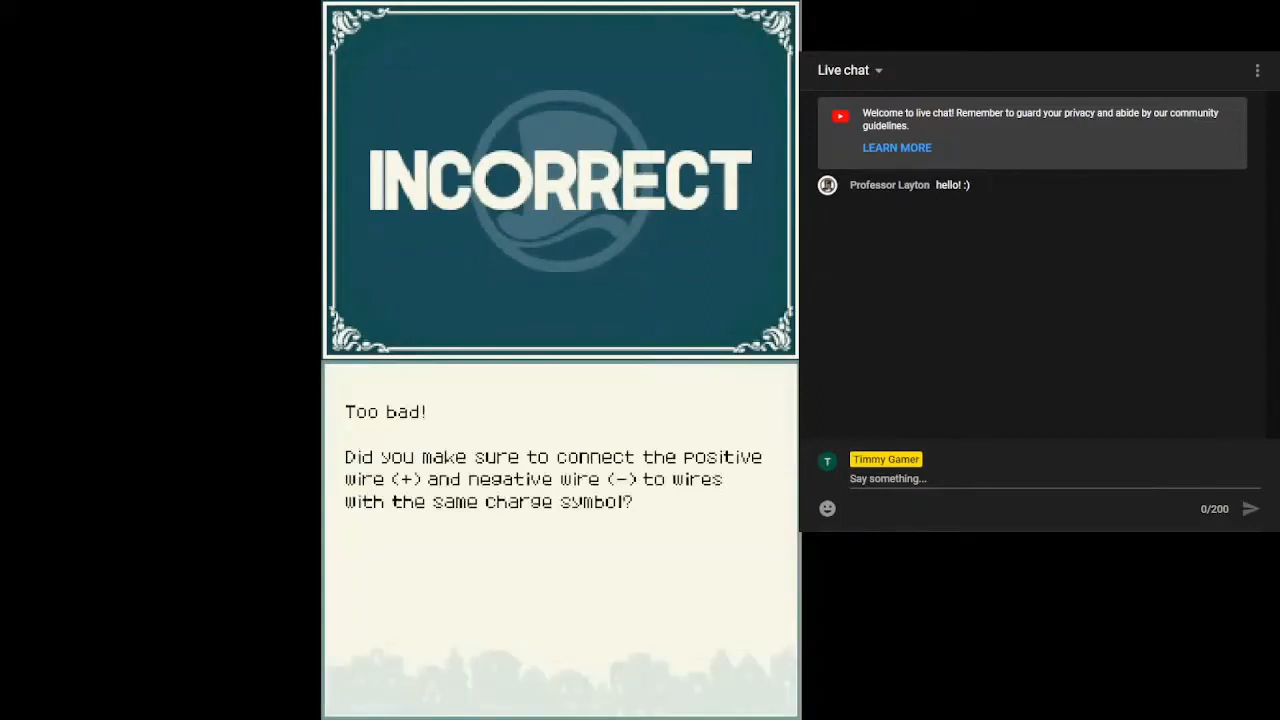 INCORRECT
Too bad!
Did you make sure to connect the positive
wire (+) and negative wire (-) to wires
with the same charge symbol?
Live chat
Welcome to live chat! Remember to guard your privacy and abide by our community
guidelines.
LEARN MORE
Professor Layton hello! :)
T Timmy Gamer
Say something...
0/200